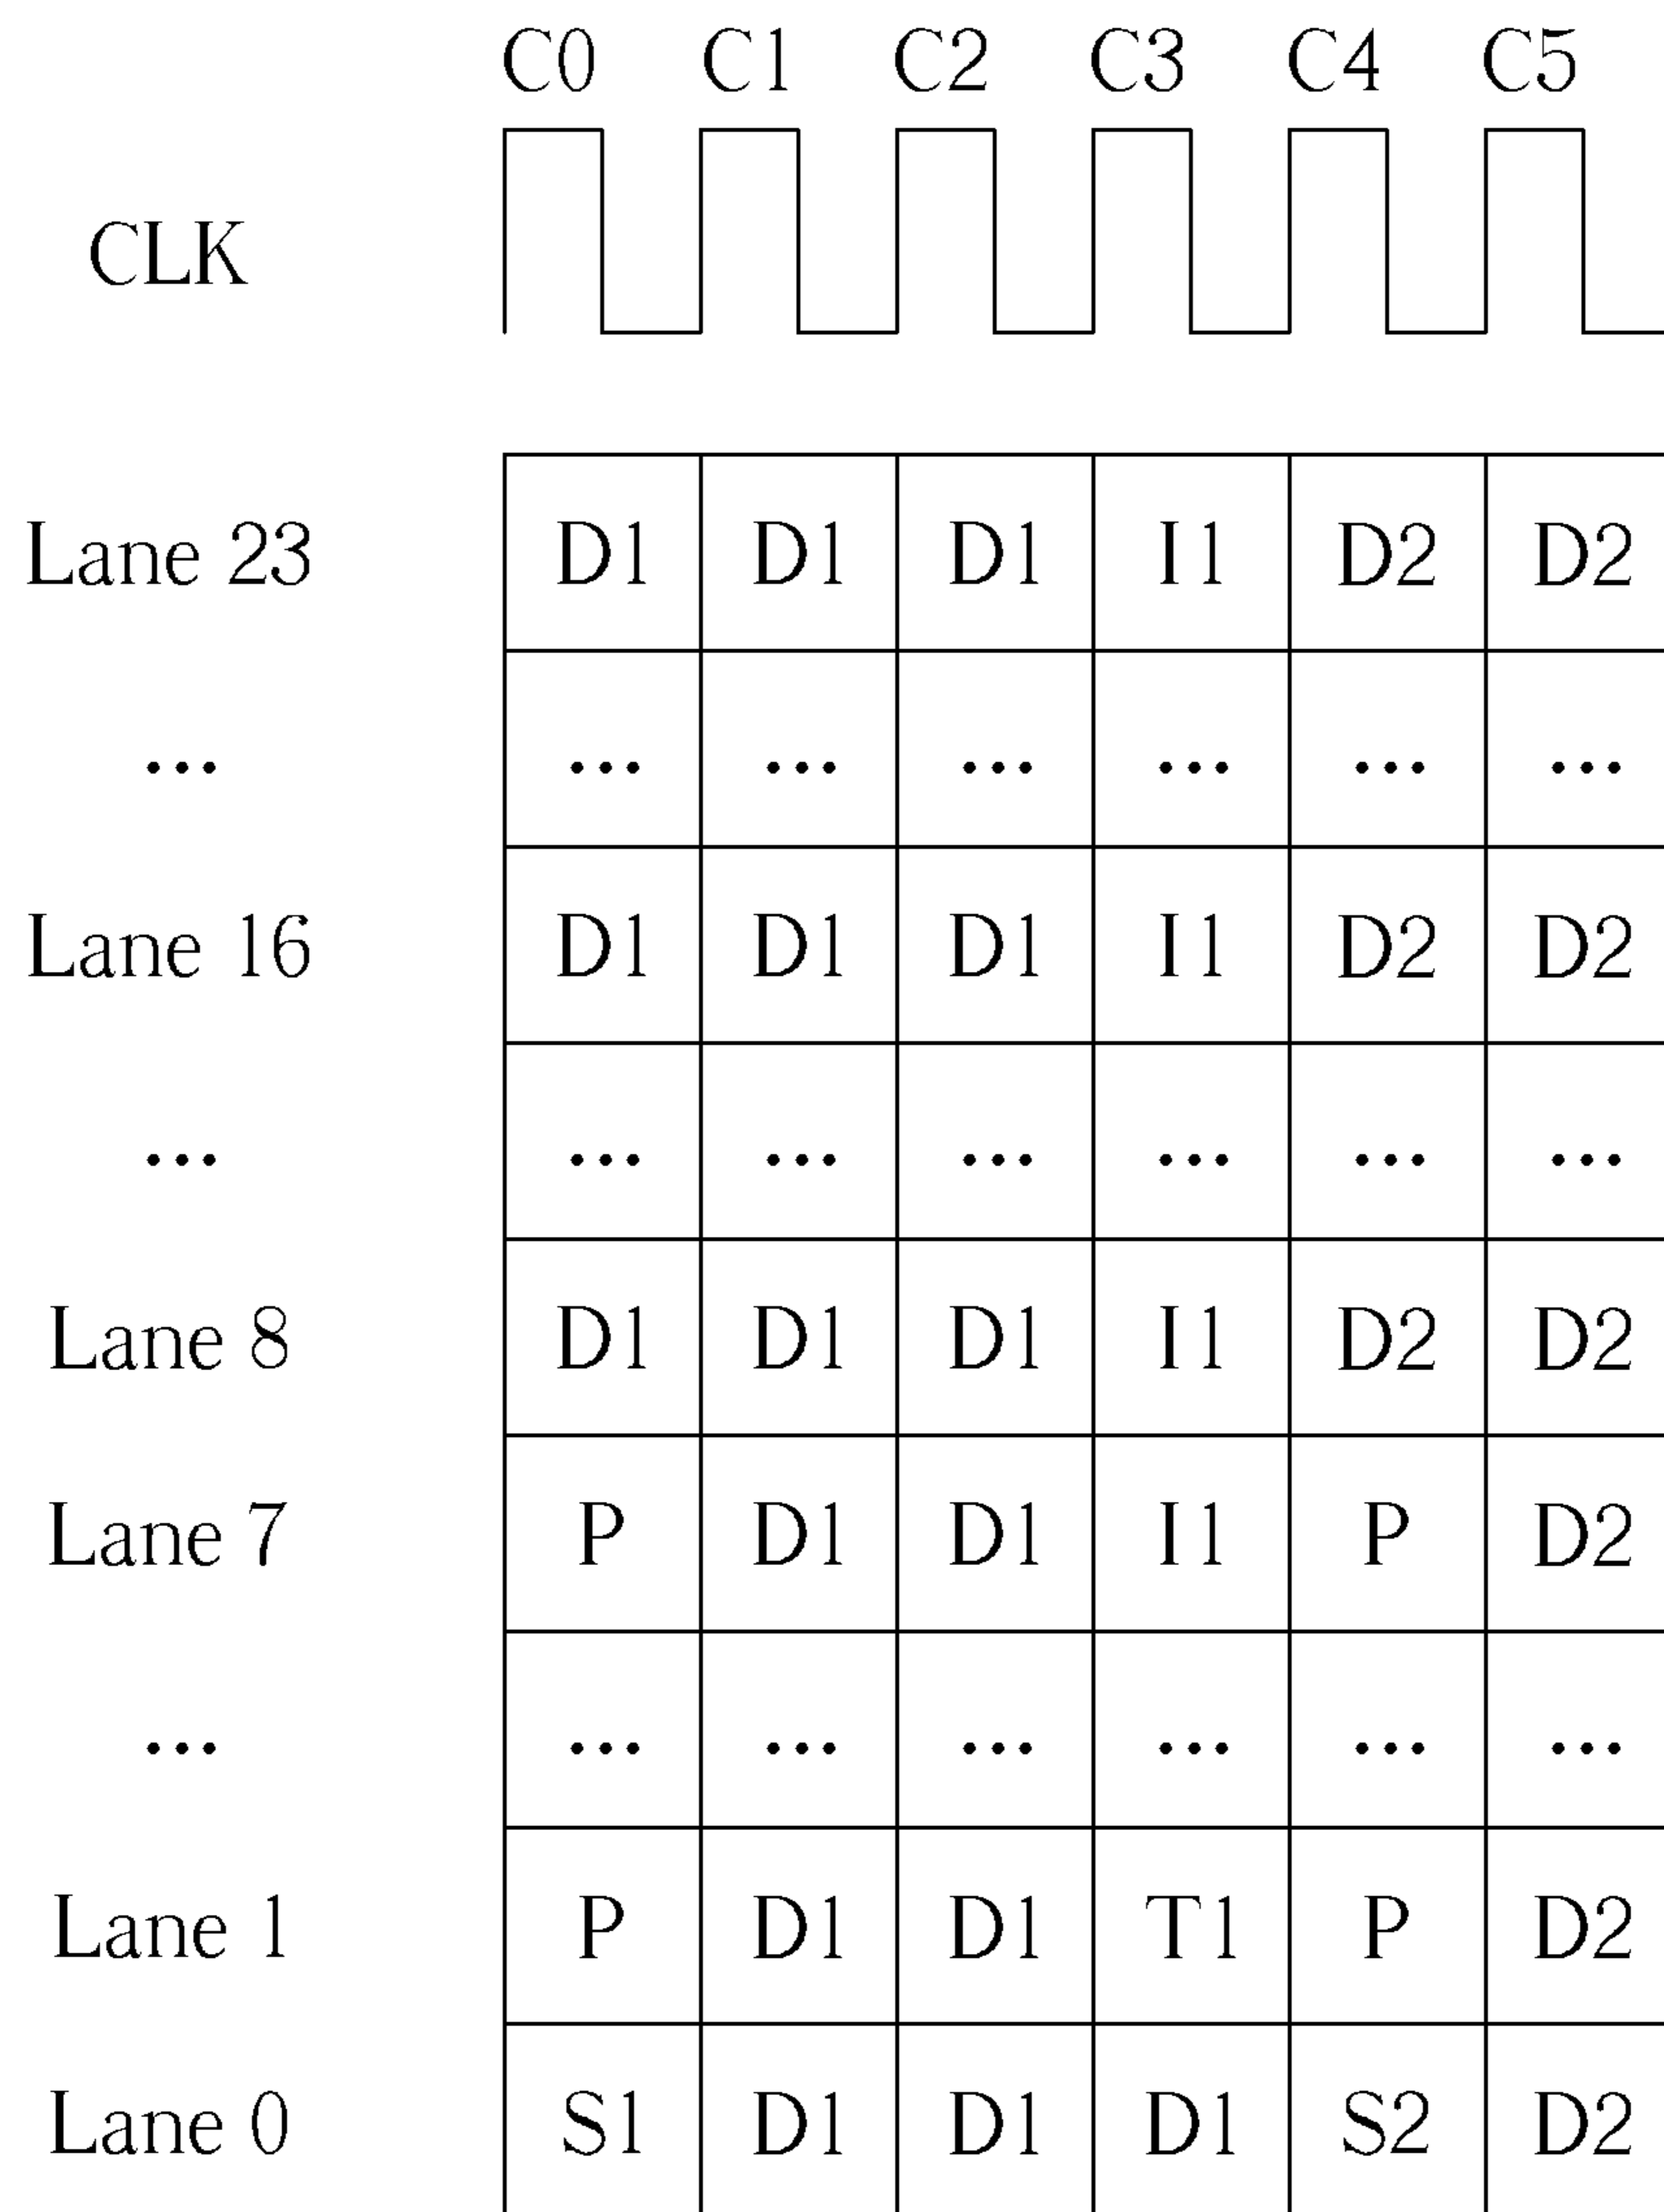 C0 C1 C2 C3 C4 C5
CLK
Lane 23 D1 D1 D1 I1 D2 D2
... ... ... ... ... ... ...
Lane 16 D1 D1 D1 I1 D2 D2
... ... ... ... ... ... ...
Lane 8 D1 D1 D1 I1 D2 D2
Lane 7 P D1 D1 I1 P D2
... ... ... ... ... ... ...
Lane 1 P D1 D1 T1 P D2
Lane 0 S1 D1 D1 D1 S2 D2